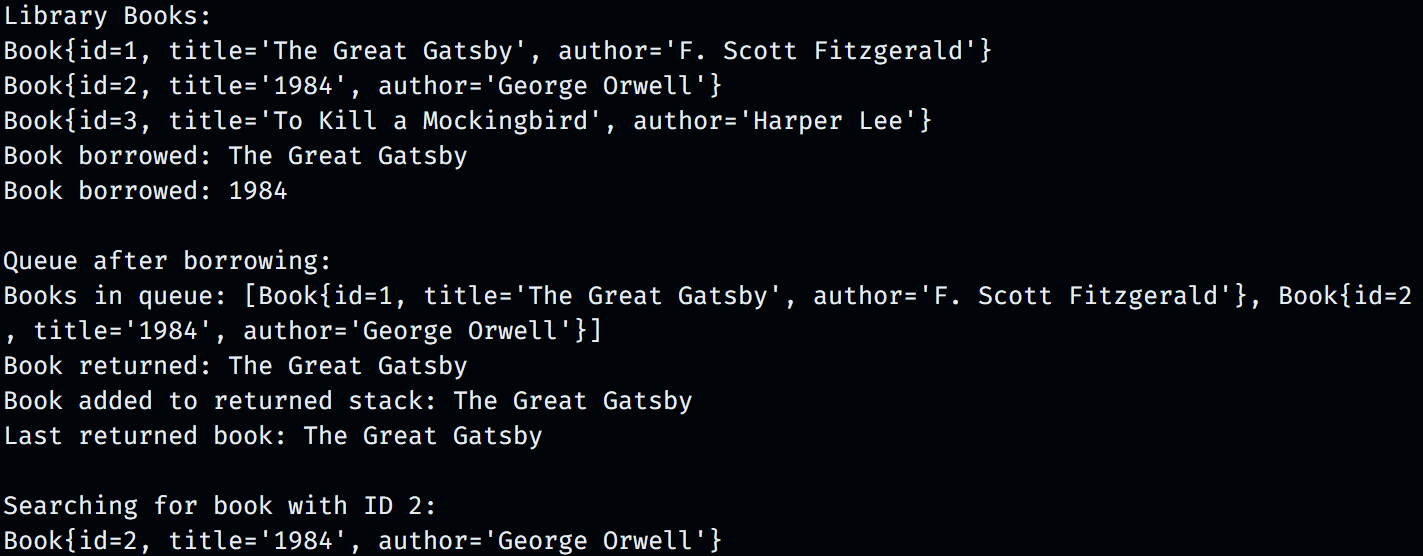 Library Books:
Book{id=1, title='The Great Gatsby', author='F. Scott Fitzgerald'}
Book{id=2, title='1984', author='George Orwell'}
Book{id=3, title='To Kill a Mockingbird', author='Harper Lee'}
Book borrowed: The Great Gatsby
Book borrowed: 1984

Queue after borrowing:
Books in queue: [Book{id=1, title='The Great Gatsby', author='F. Scott Fitzgerald'}, Book{id=2
, title='1984', author='George Orwell'}]
Book returned: The Great Gatsby
Book added to returned stack: The Great Gatsby
Last returned book: The Great Gatsby

Searching for book with ID 2:
Book{id=2, title='1984', author='George Orwell'}